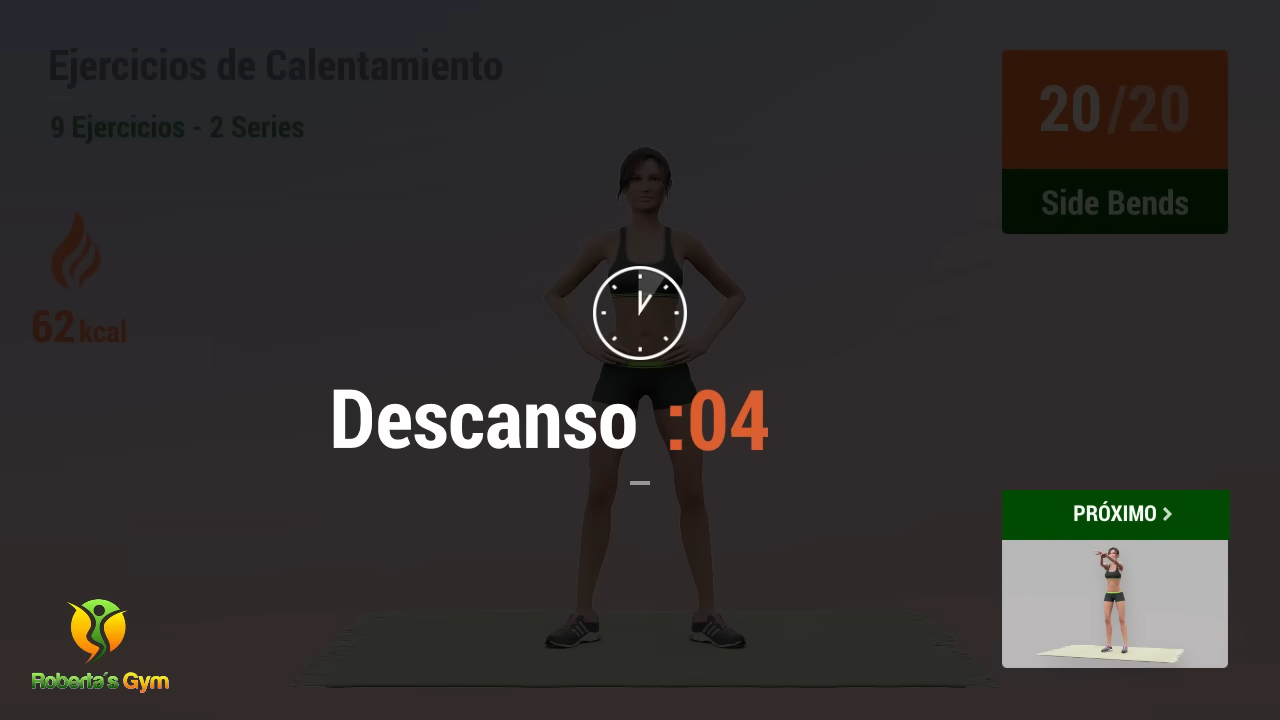 Ejercicios de Calentamiento
9 Ejercicios - 2 Series
20/20
Side Bends
62 kcal
Descanso :04
PRÓXIMO >
Roberta's Gym